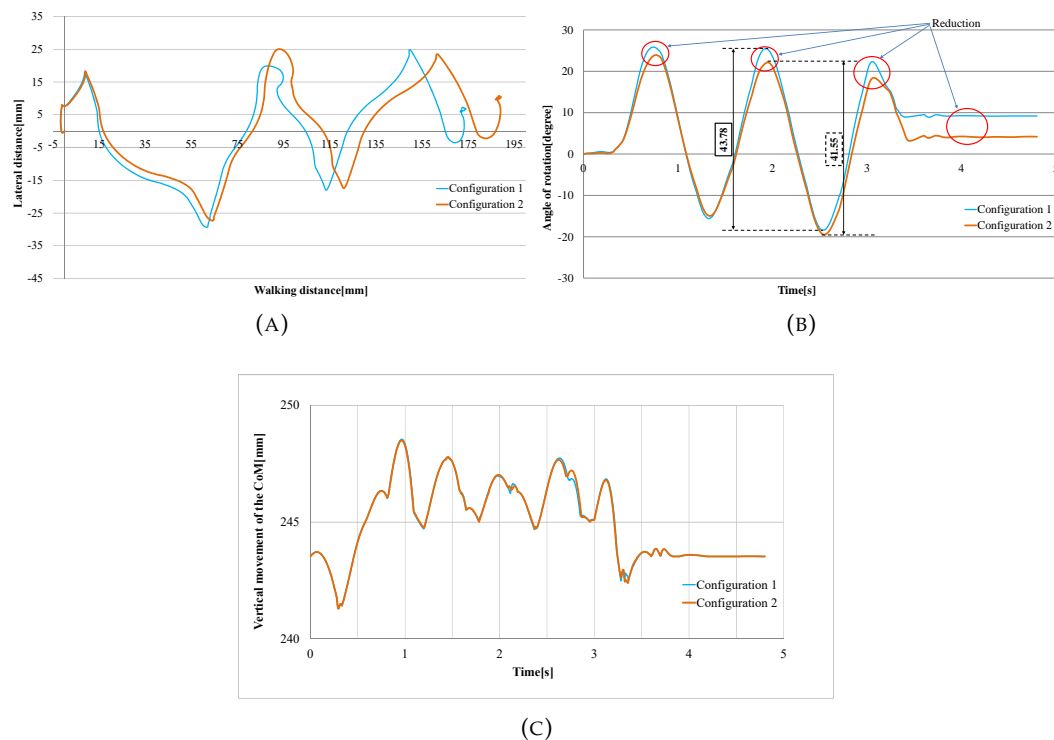 35
25
15
5
-5
-15
-25
-35
-45
-5 15 35 55 75 95 115 135 155 175 195
Lateral distance[mm]
Walking distance[mm]
Configuration 1
Configuration 2
(A)
Reduction
30
20
10
0
-10
-20
-30
0 1 2 3 4
Angle of rotation[degree]
43.78
41.55
Time[s]
Configuration 1
Configuration 2
(B)
250
245
240
0 1 2 3 4 5
Vertical movement of the CoM[mm]
Time[s]
Configuration 1
Configuration 2
(C)